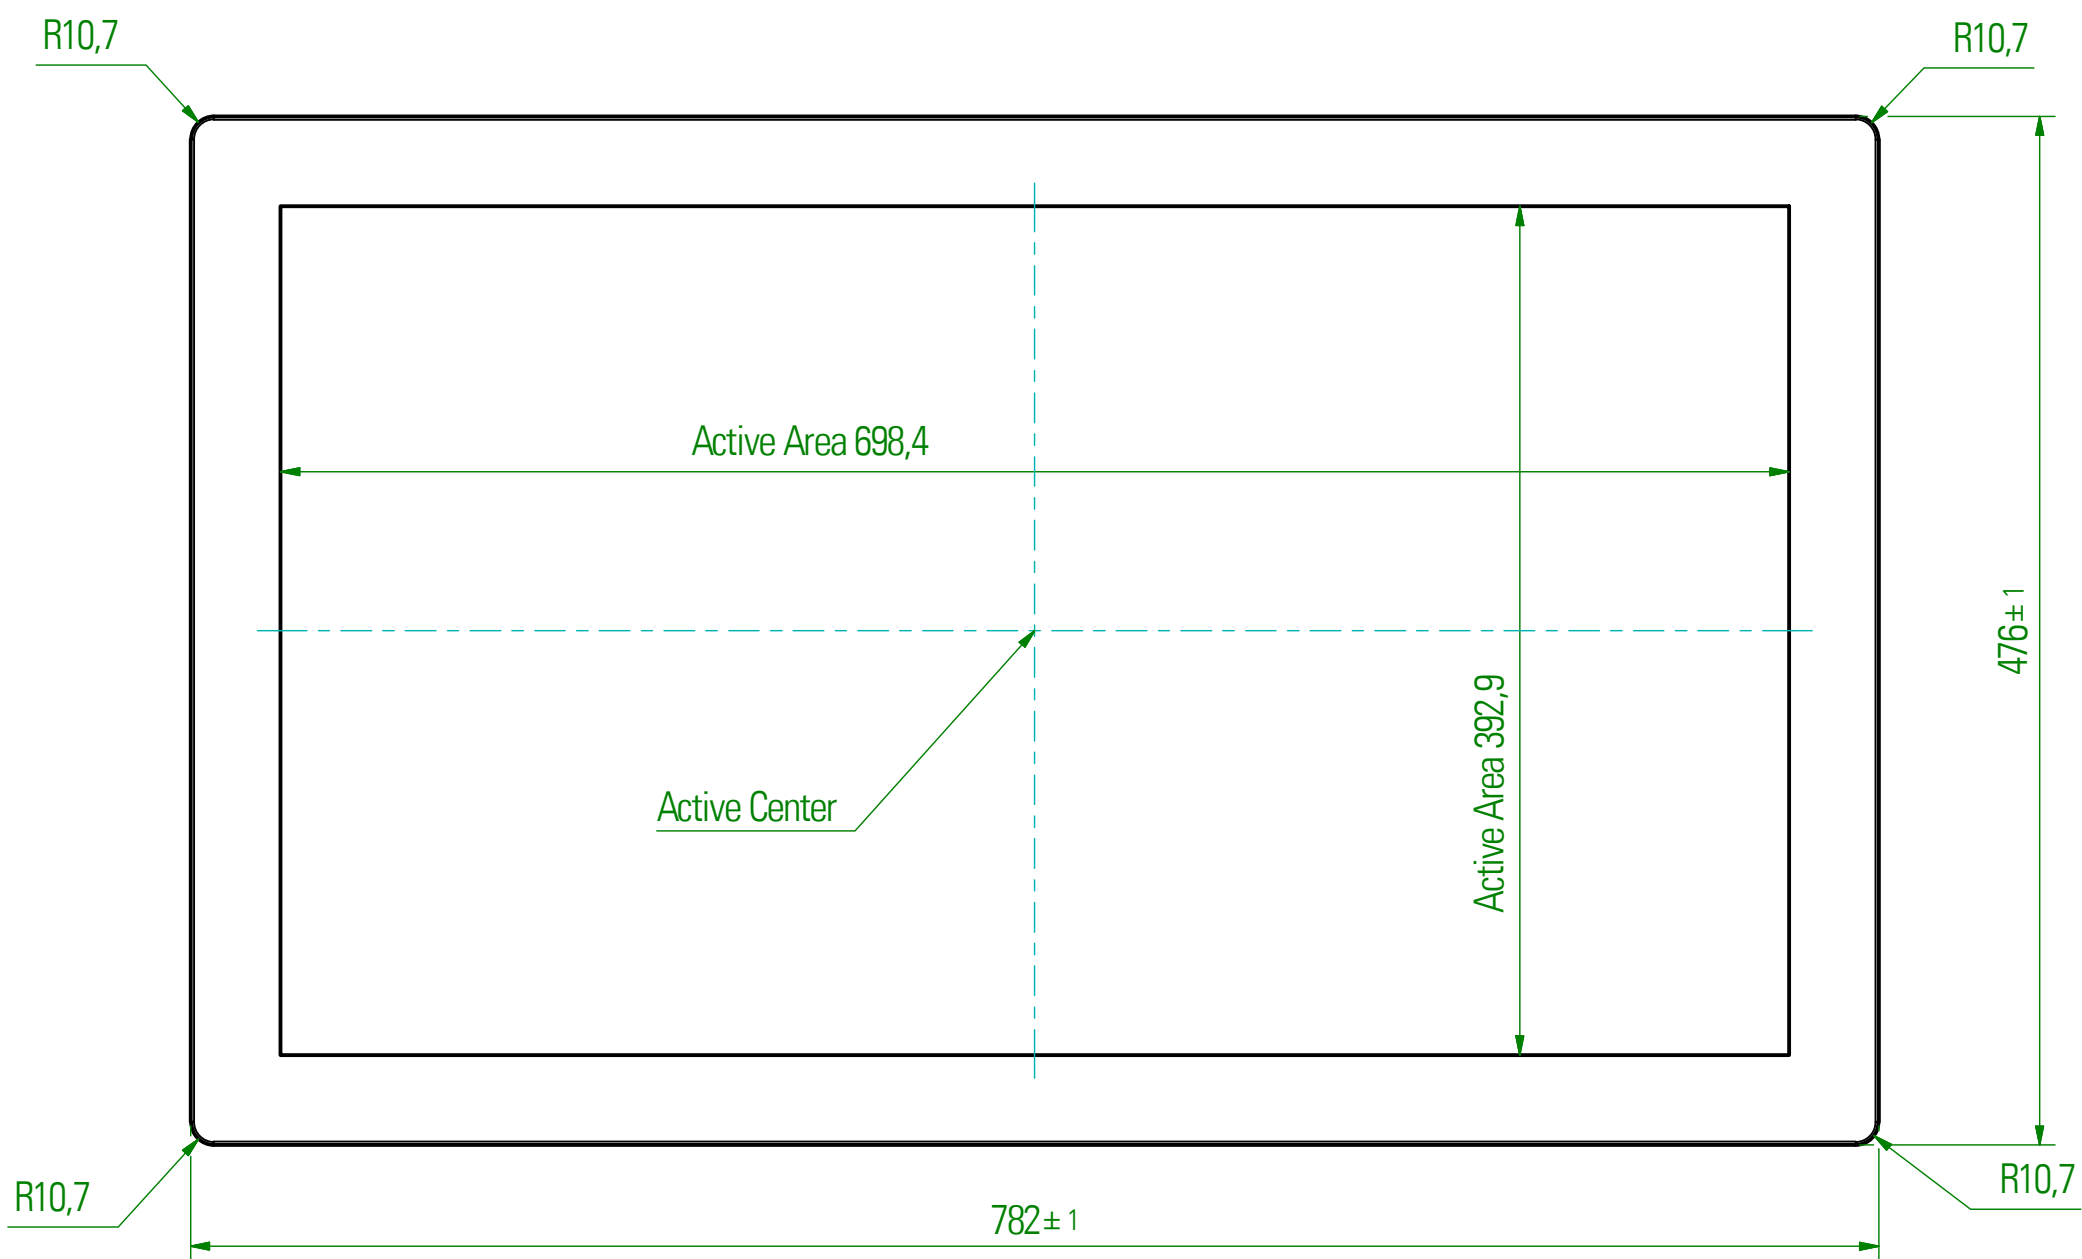 R10,7
R10,7
Active Area 698,4
476± 1
Active Area 392,9
Active Center
R10,7
R10,7
782± 1